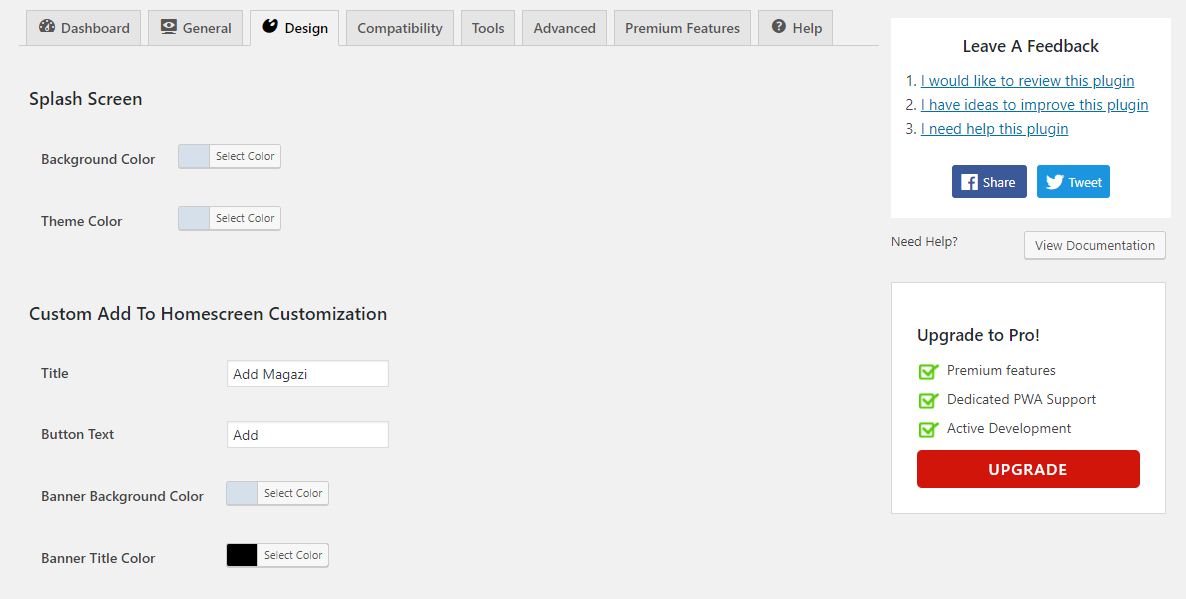 Dashboard General Design Compatibility Tools Advanced Premium Features Help
Splash Screen
Background Color Select Color
Theme Color Select Color
Custom Add To Homescreen Customization
Title Add Magazi
Button Text Add
Banner Background Color Select Color
Banner Title Color Select Color
Leave A Feedback
1. I would like to review this plugin
2. I have ideas to improve this plugin
3. I need help this plugin
Share Tweet
Need Help? View Documentation
Upgrade to Pro!
Premium features
Dedicated PWA Support
Active Development
UPGRADE